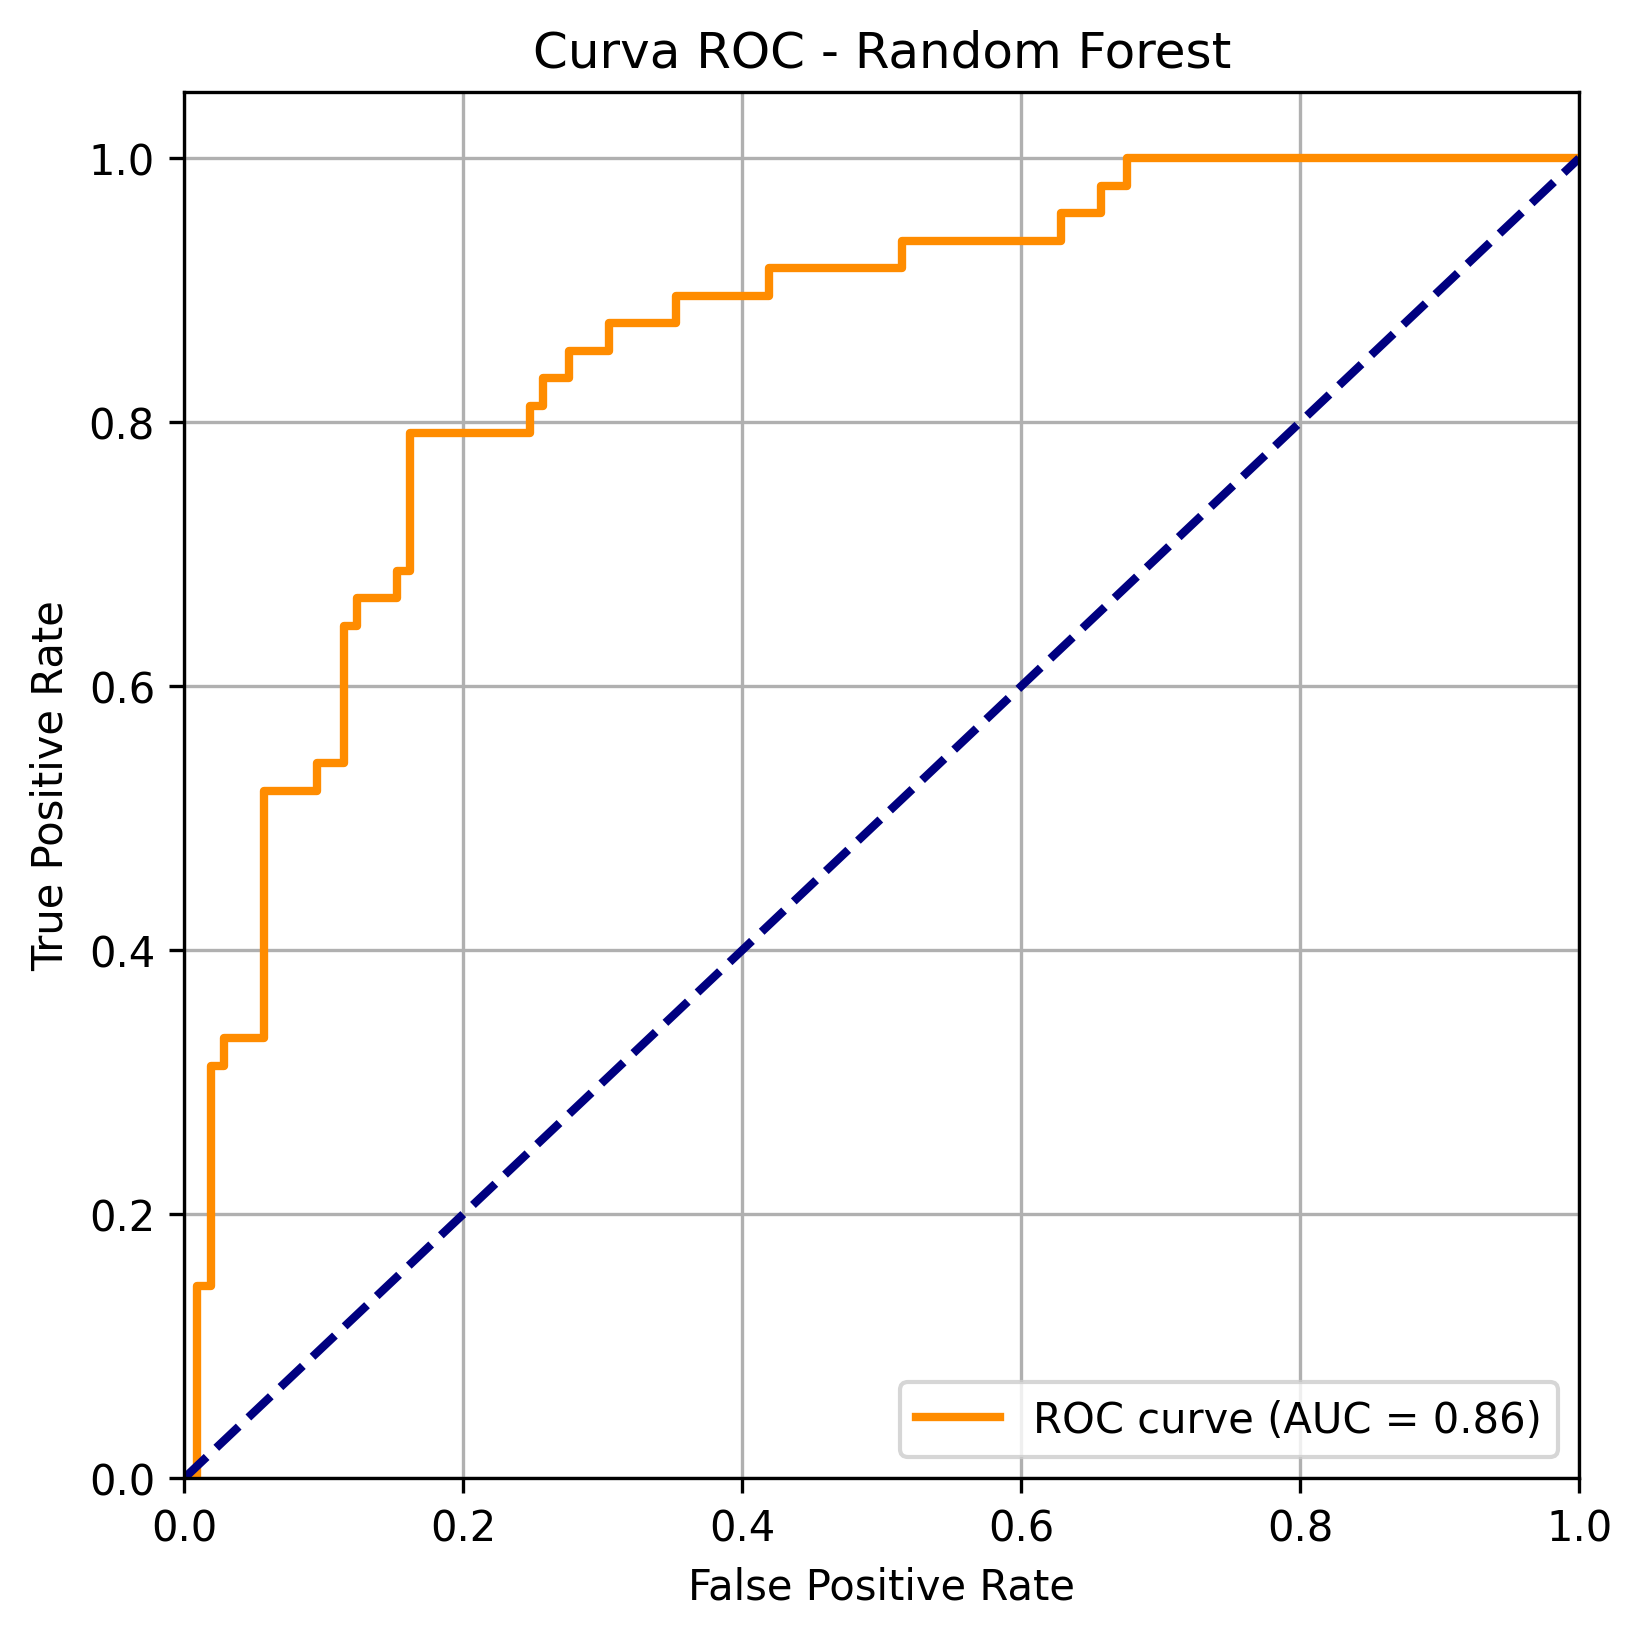 Curva ROC - Random Forest
True Positive Rate
1.0
0.8
0.6
0.4
0.2
0.0
0.0 0.2 0.4 0.6 0.8 1.0
False Positive Rate
ROC curve (AUC = 0.86)